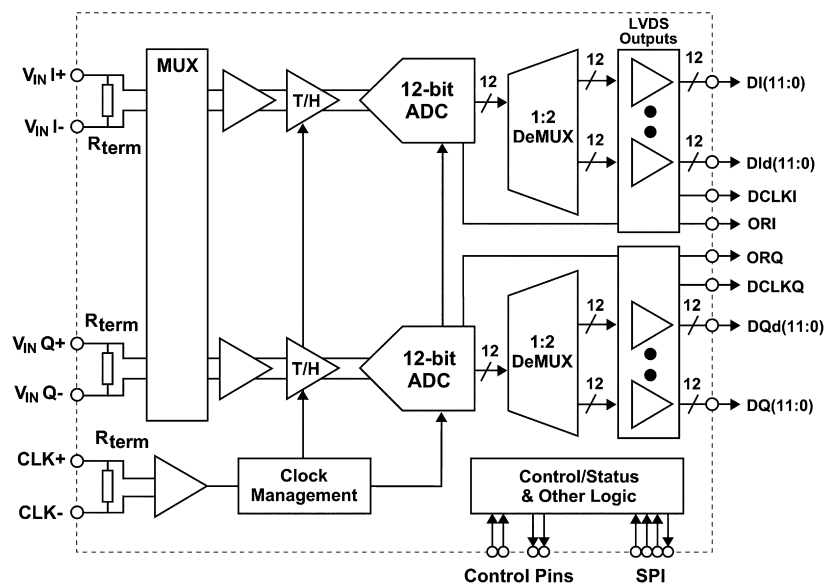 LVDS
Outputs
VIN I+
VIN I-
Rterm
MUX
T/H
12-bit
ADC
12
1:2
DeMUX
12
12
12
12
DI(11:0)
DId(11:0)
DCLKI
ORI
ORQ
DCLKQ
DQd(11:0)
DQ(11:0)
Rterm
VIN Q+
VIN Q-
T/H
12-bit
ADC
12
1:2
DeMUX
12
12
12
12
Rterm
CLK+
CLK-
Clock
Management
Control/Status
& Other Logic
Control Pins
SPI